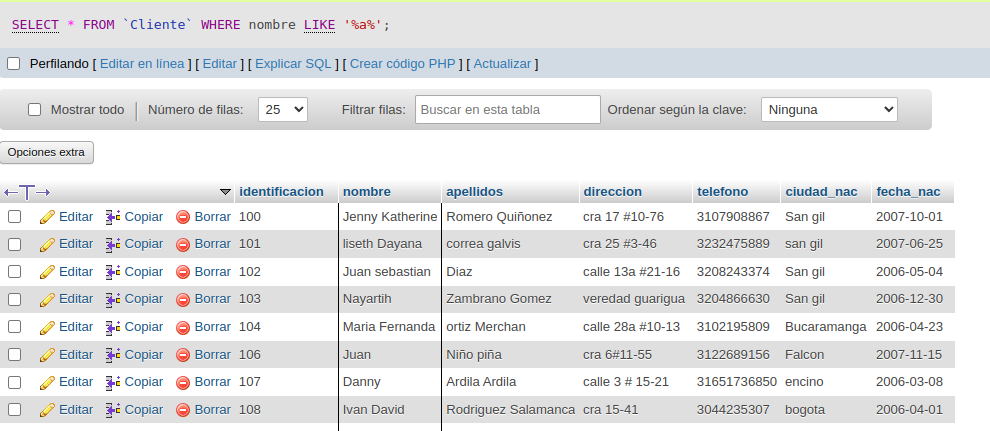 SELECT * FROM `Cliente` WHERE nombre LIKE '%a%';
Perfilando [ Editar en línea ] [ Editar ] [ Explicar SQL ] [ Crear código PHP ] [ Actualizar ]
Mostrar todo Número de filas: 25 Filtrar filas: Buscar en esta tabla Ordenar según la clave: Ninguna
Opciones extra
←T→ identificacion nombre apellidos direccion telefono ciudad_nac fecha_nac
Editar Copiar Borrar 100 Jenny Katherine Romero Quiñonez cra 17 #10-76 3107908867 San gil 2007-10-01
Editar Copiar Borrar 101 liseth Dayana correa galvis cra 25 #3-46 3232475889 san gil 2007-06-25
Editar Copiar Borrar 102 Juan sebastian Diaz calle 13a #21-16 3208243374 San gil 2006-05-04
Editar Copiar Borrar 103 Nayartih Zambrano Gomez veredad guarigua 3204866630 San gil 2006-12-30
Editar Copiar Borrar 104 Maria Fernanda ortiz Merchan calle 28a #10-13 3102195809 Bucaramanga 2006-04-23
Editar Copiar Borrar 106 Juan Niño piña cra 6#11-55 3122689156 Falcon 2007-11-15
Editar Copiar Borrar 107 Danny Ardila Ardila calle 3 # 15-21 31651736850 encino 2006-03-08
Editar Copiar Borrar 108 Ivan David Rodriguez Salamanca cra 15-41 3044235307 bogota 2006-04-01